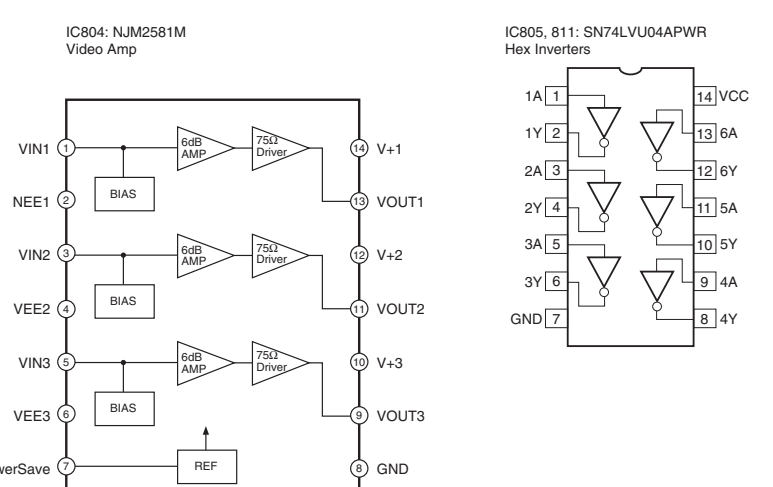 IC804: NJM2581M
Video Amp
VIN1 1
NEE1 2
VIN2 3
VEE2 4
VIN3 5
VEE3 6
werSave 7
6dB
AMP
75Ω
Driver
BIAS
6dB
AMP
75Ω
Driver
BIAS
6dB
AMP
75Ω
Driver
BIAS
REF
14 V+1
13 VOUT1
12 V+2
11 VOUT2
10 V+3
9 VOUT3
8 GND
IC805, 811: SN74LVU04APWR
Hex Inverters
1A 1
1Y 2
2A 3
2Y 4
3A 5
3Y 6
GND 7
14 VCC
13 6A
12 6Y
11 5A
10 5Y
9 4A
8 4Y